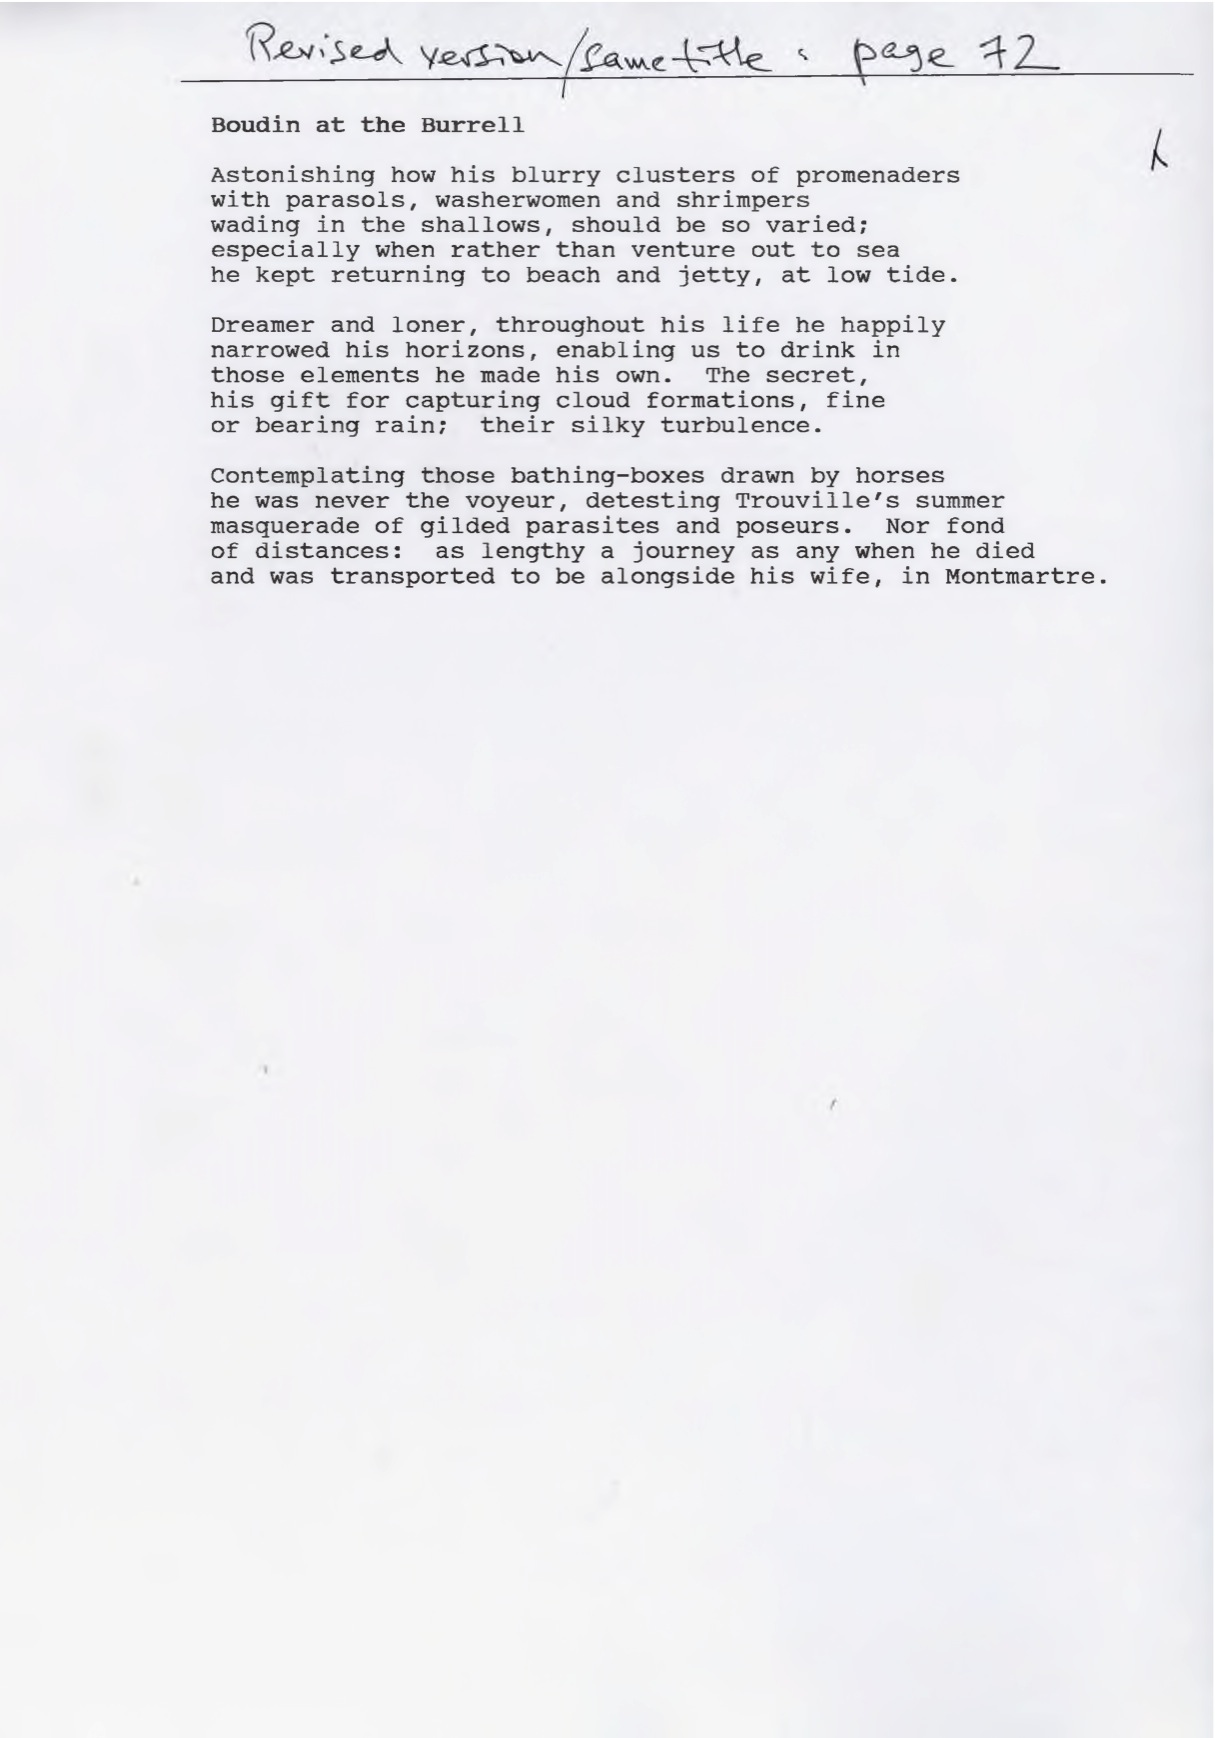 Revised version/same title : page 72
Boudin at the Burrell
Astonishing how his blurry clusters of promenaders
with parasols, washerwomen and shrimpers
wading in the shallows, should be so varied;
especially when rather than venture out to sea
he kept returning to beach and jetty, at low tide.
Dreamer and loner, throughout his life he happily
narrowed his horizons, enabling us to drink in
those elements he made his own.  The secret,
his gift for capturing cloud formations, fine
or bearing rain;  their silky turbulence.
Contemplating those bathing-boxes drawn by horses
he was never the voyeur, detesting Trouville's summer
masquerade of gilded parasites and poseurs.  Nor fond
of distances:  as lengthy a journey as any when he died
and was transported to be alongside his wife, in Montmartre.